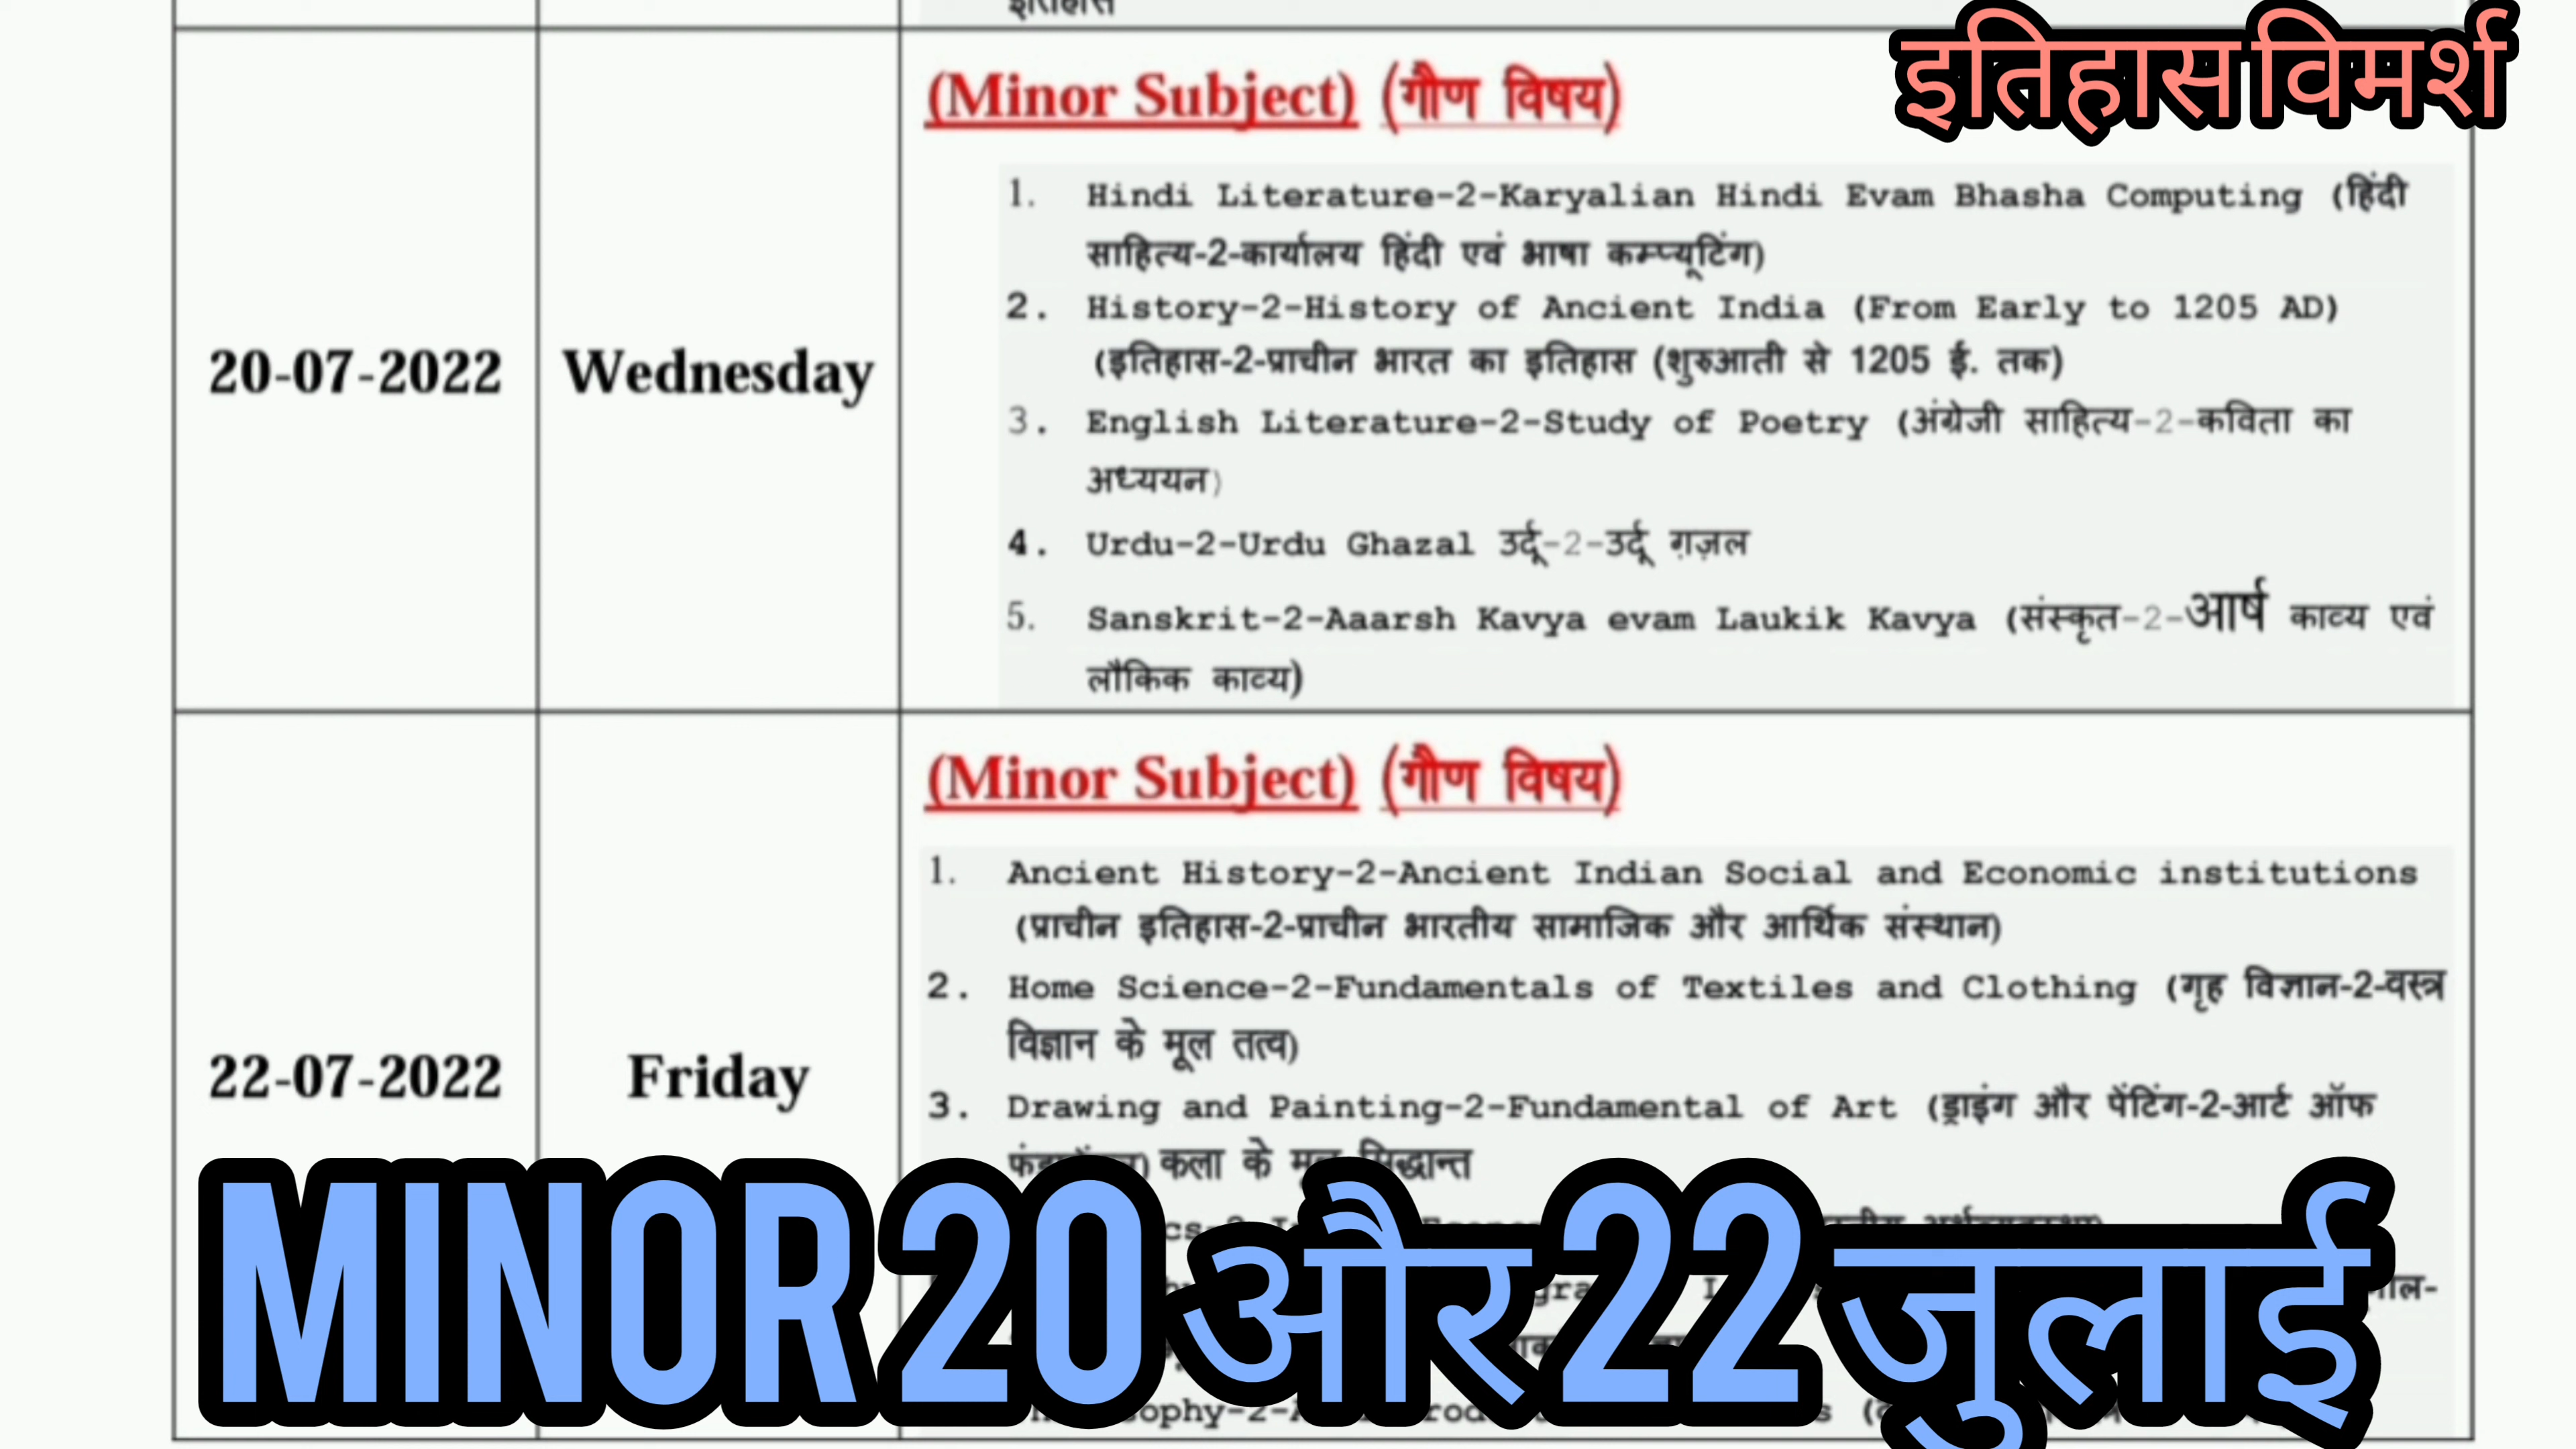 इतिहास
इतिहास विमर्श
(Minor Subject) (गौण विषय)
1. Hindi Literature-2-Karyalian Hindi Evam Bhasha Computing (हिंदी
साहित्य-2-कार्यालय हिंदी एवं भाषा कम्प्यूटिंग)
2. History-2-History of Ancient India (From Early to 1205 AD)
(इतिहास-2-प्राचीन भारत का इतिहास (शुरुआती से 1205 ई. तक)
20-07-2022 Wednesday
3. English Literature-2-Study of Poetry (अंग्रेजी साहित्य-2-कविता का
अध्ययन)
4. Urdu-2-Urdu Ghazal उर्दू-2-उर्दू ग़ज़ल
5. Sanskrit-2-Aaarsh Kavya evam Laukik Kavya (संस्कृत-2-आर्ष काव्य एवं
लौकिक काव्य)
(Minor Subject) (गौण विषय)
1. Ancient History-2-Ancient Indian Social and Economic institutions
(प्राचीन इतिहास-2-प्राचीन भारतीय सामाजिक और आर्थिक संस्थान)
2. Home Science-2-Fundamentals of Textiles and Clothing (गृह विज्ञान-2-वस्त्र
विज्ञान के मूल तत्व)
22-07-2022 Friday
3. Drawing and Painting-2-Fundamental of Art (ड्राइंग और पेंटिंग-2-आर्ट ऑफ
कला के मूल सिद्धान्त
MINOR 20 और 22 जुलाई